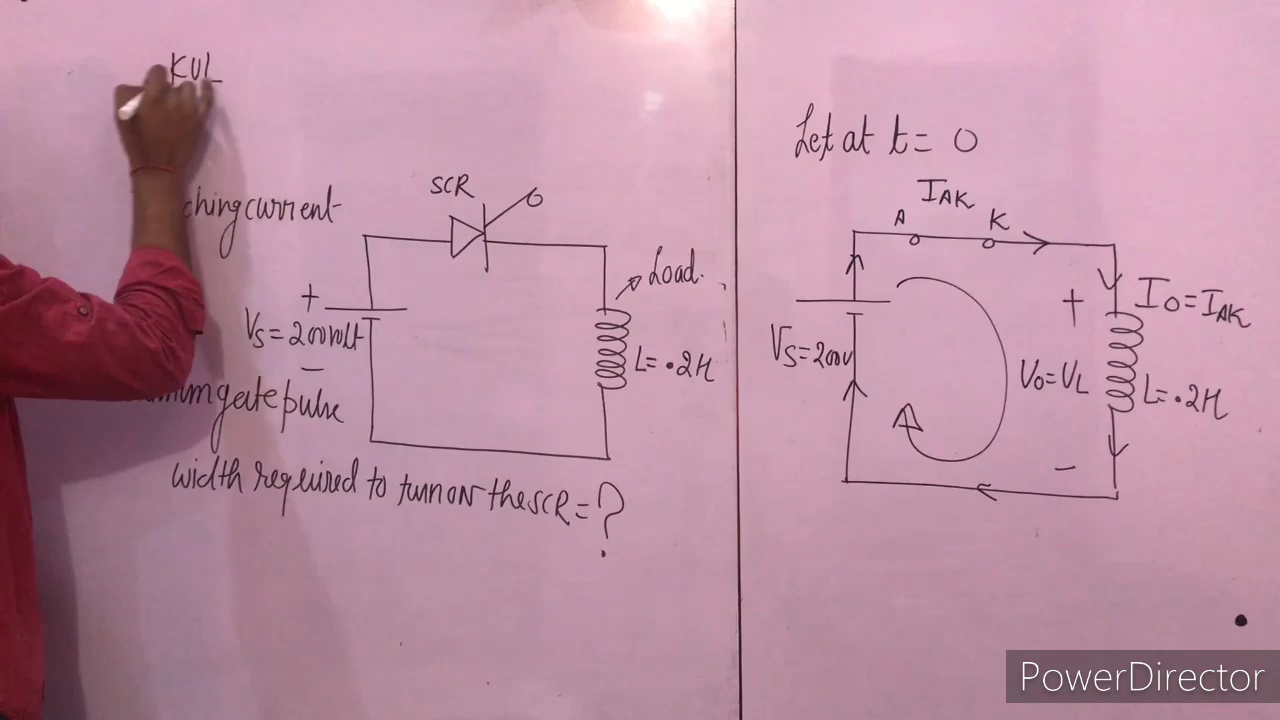 KVL
ching current
SCR
Load.
+
Vs = 200 volt
−
L = .2H
imum gate pulse
width required to turn on the SCR = ?
Let at t = 0
IAK
A K
+
Io = IAK
Vs = 200v
Vo = VL
L = .2H
−
PowerDirector